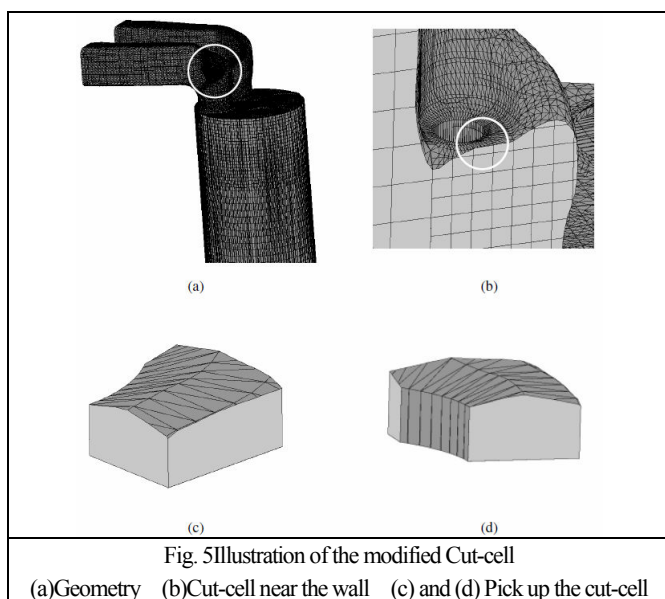 (a)
(b)
(c)
(d)
Fig. 5Illustration of the modified Cut-cell
(a)Geometry (b)Cut-cell near the wall (c) and (d) Pick up the cut-cell